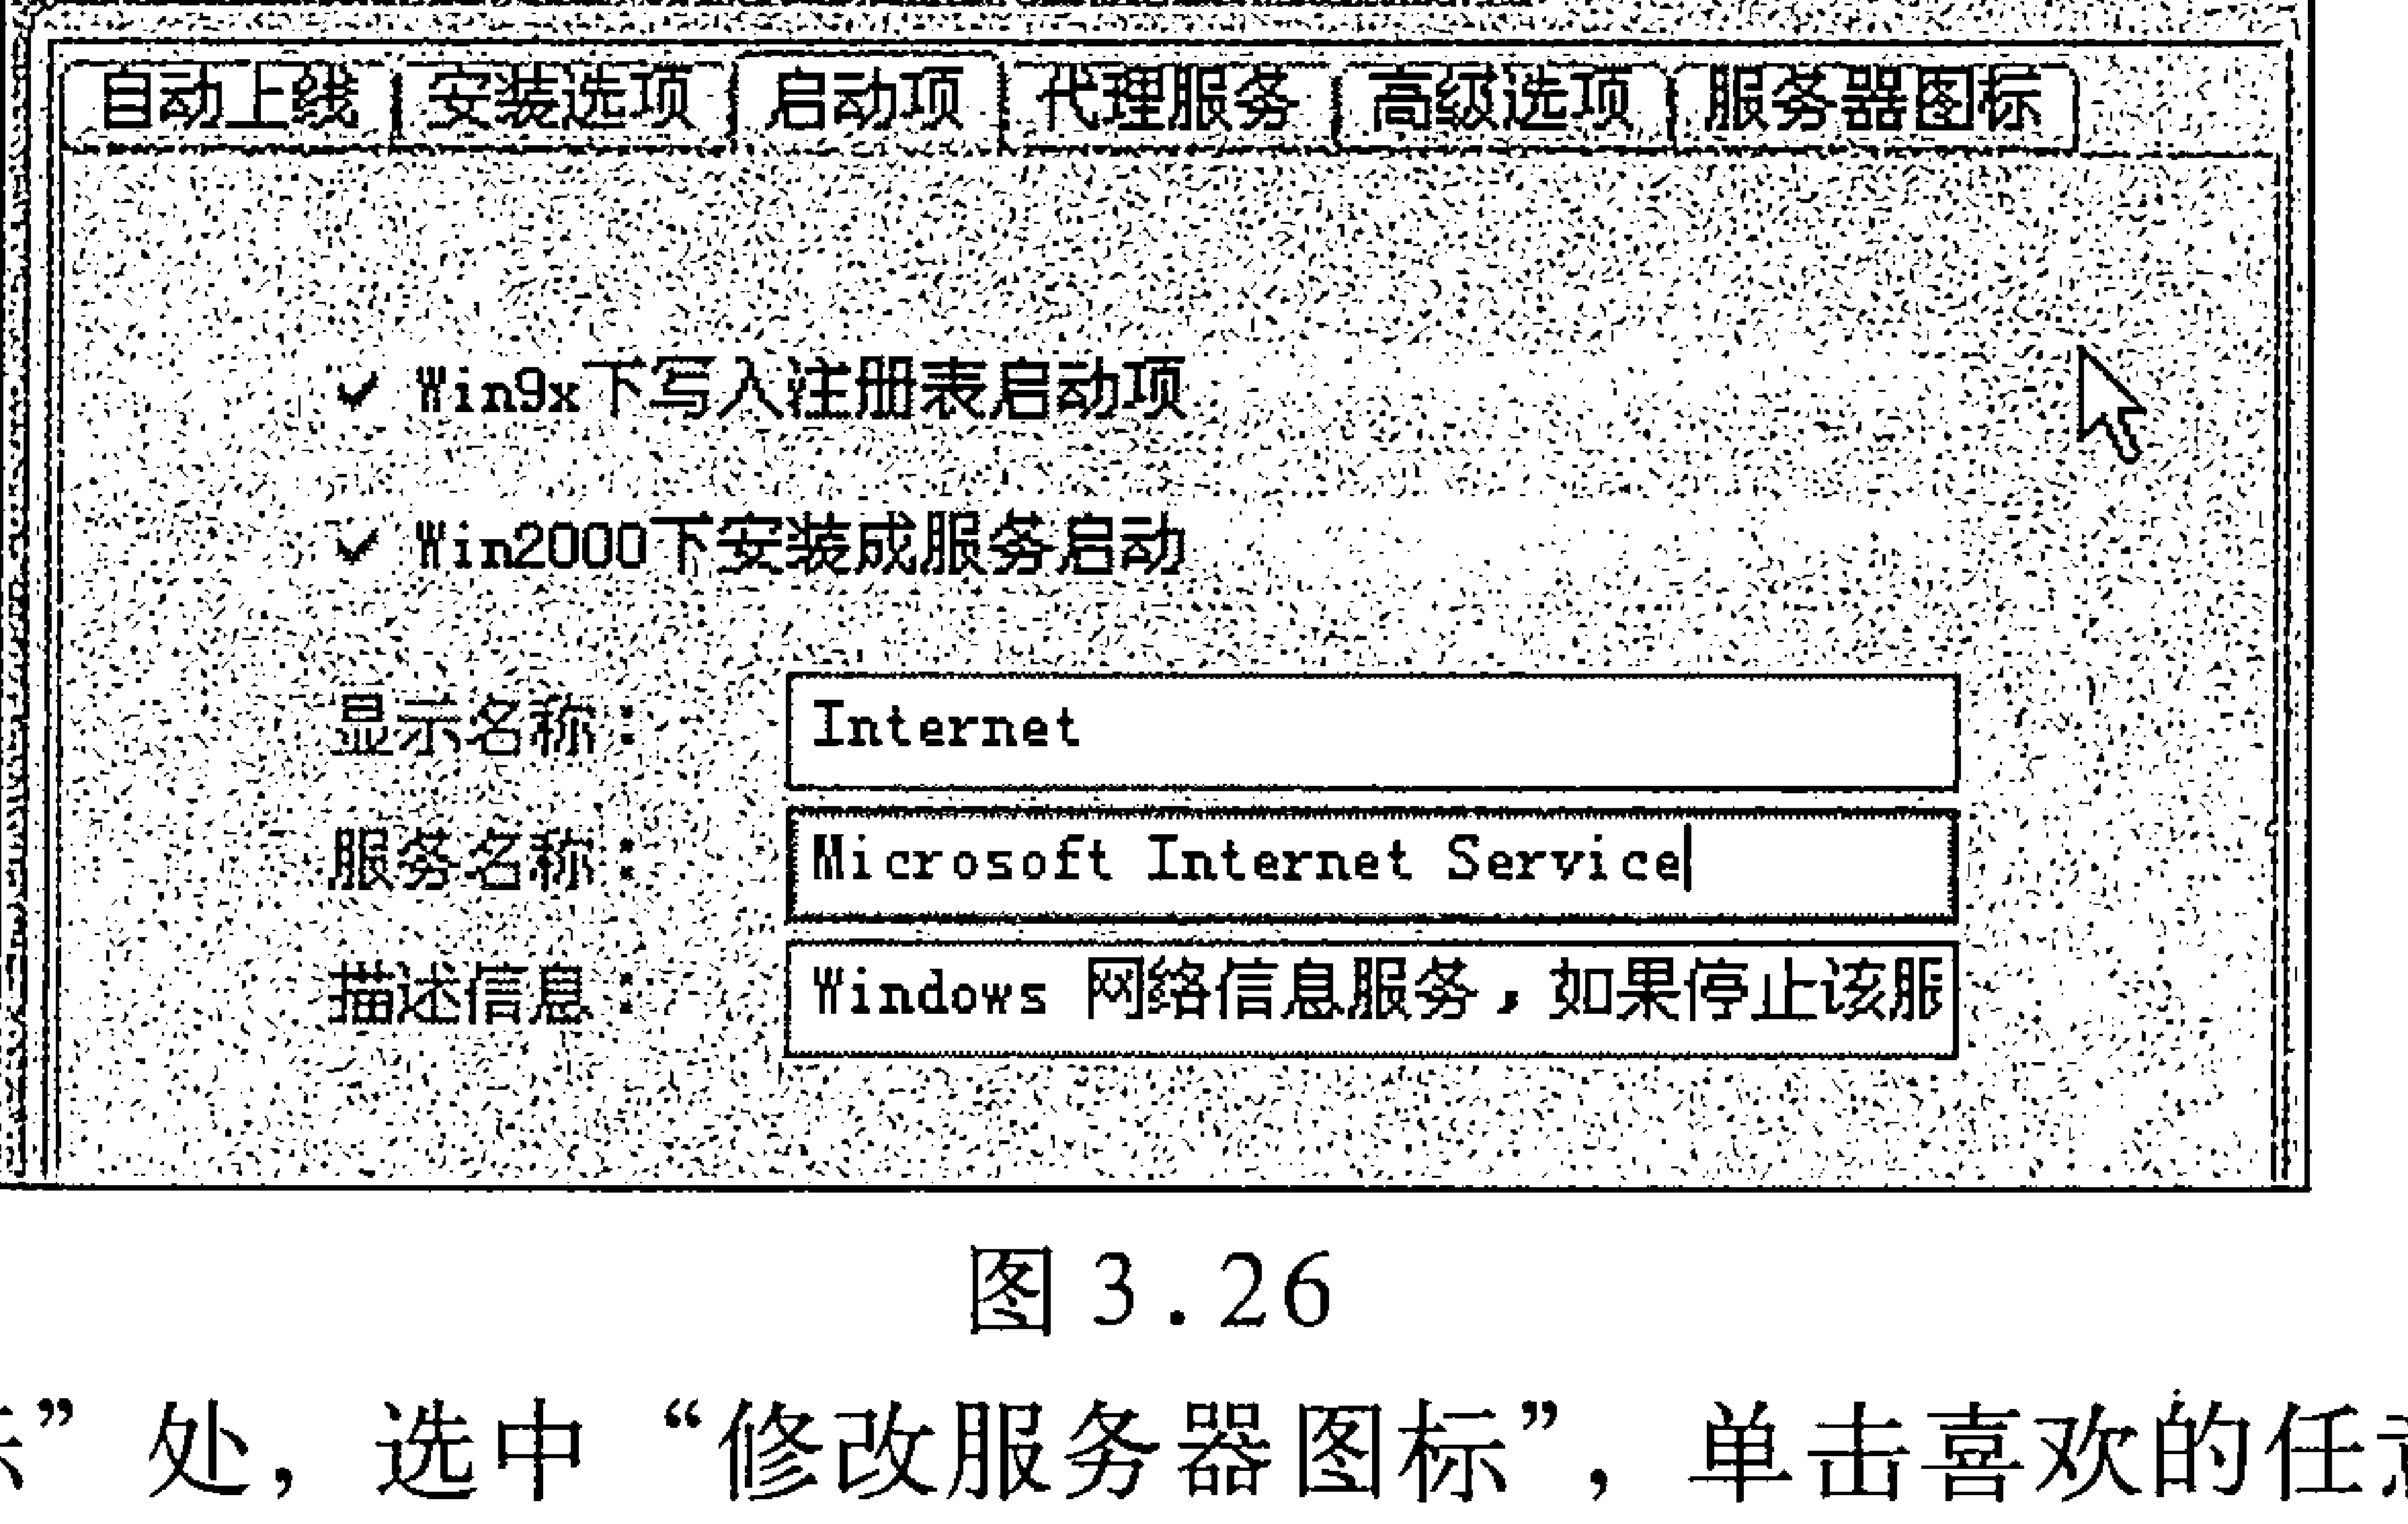 自动上线 安装选项 启动项 代理服务 高级选项 服务器图标
Win9x下写入注册表启动项
Win2000下安装成服务启动
显示名称： Internet
服务名称： Microsoft Internet Service
描述信息： Windows 网络信息服务，如果停止该服
图 3.26
”处，选中“修改服务器图标”，单击喜欢的任